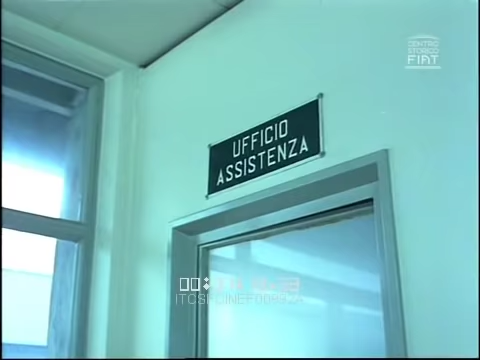 CENTRO
STORICO
FIAT
UFFICIO
ASSISTENZA